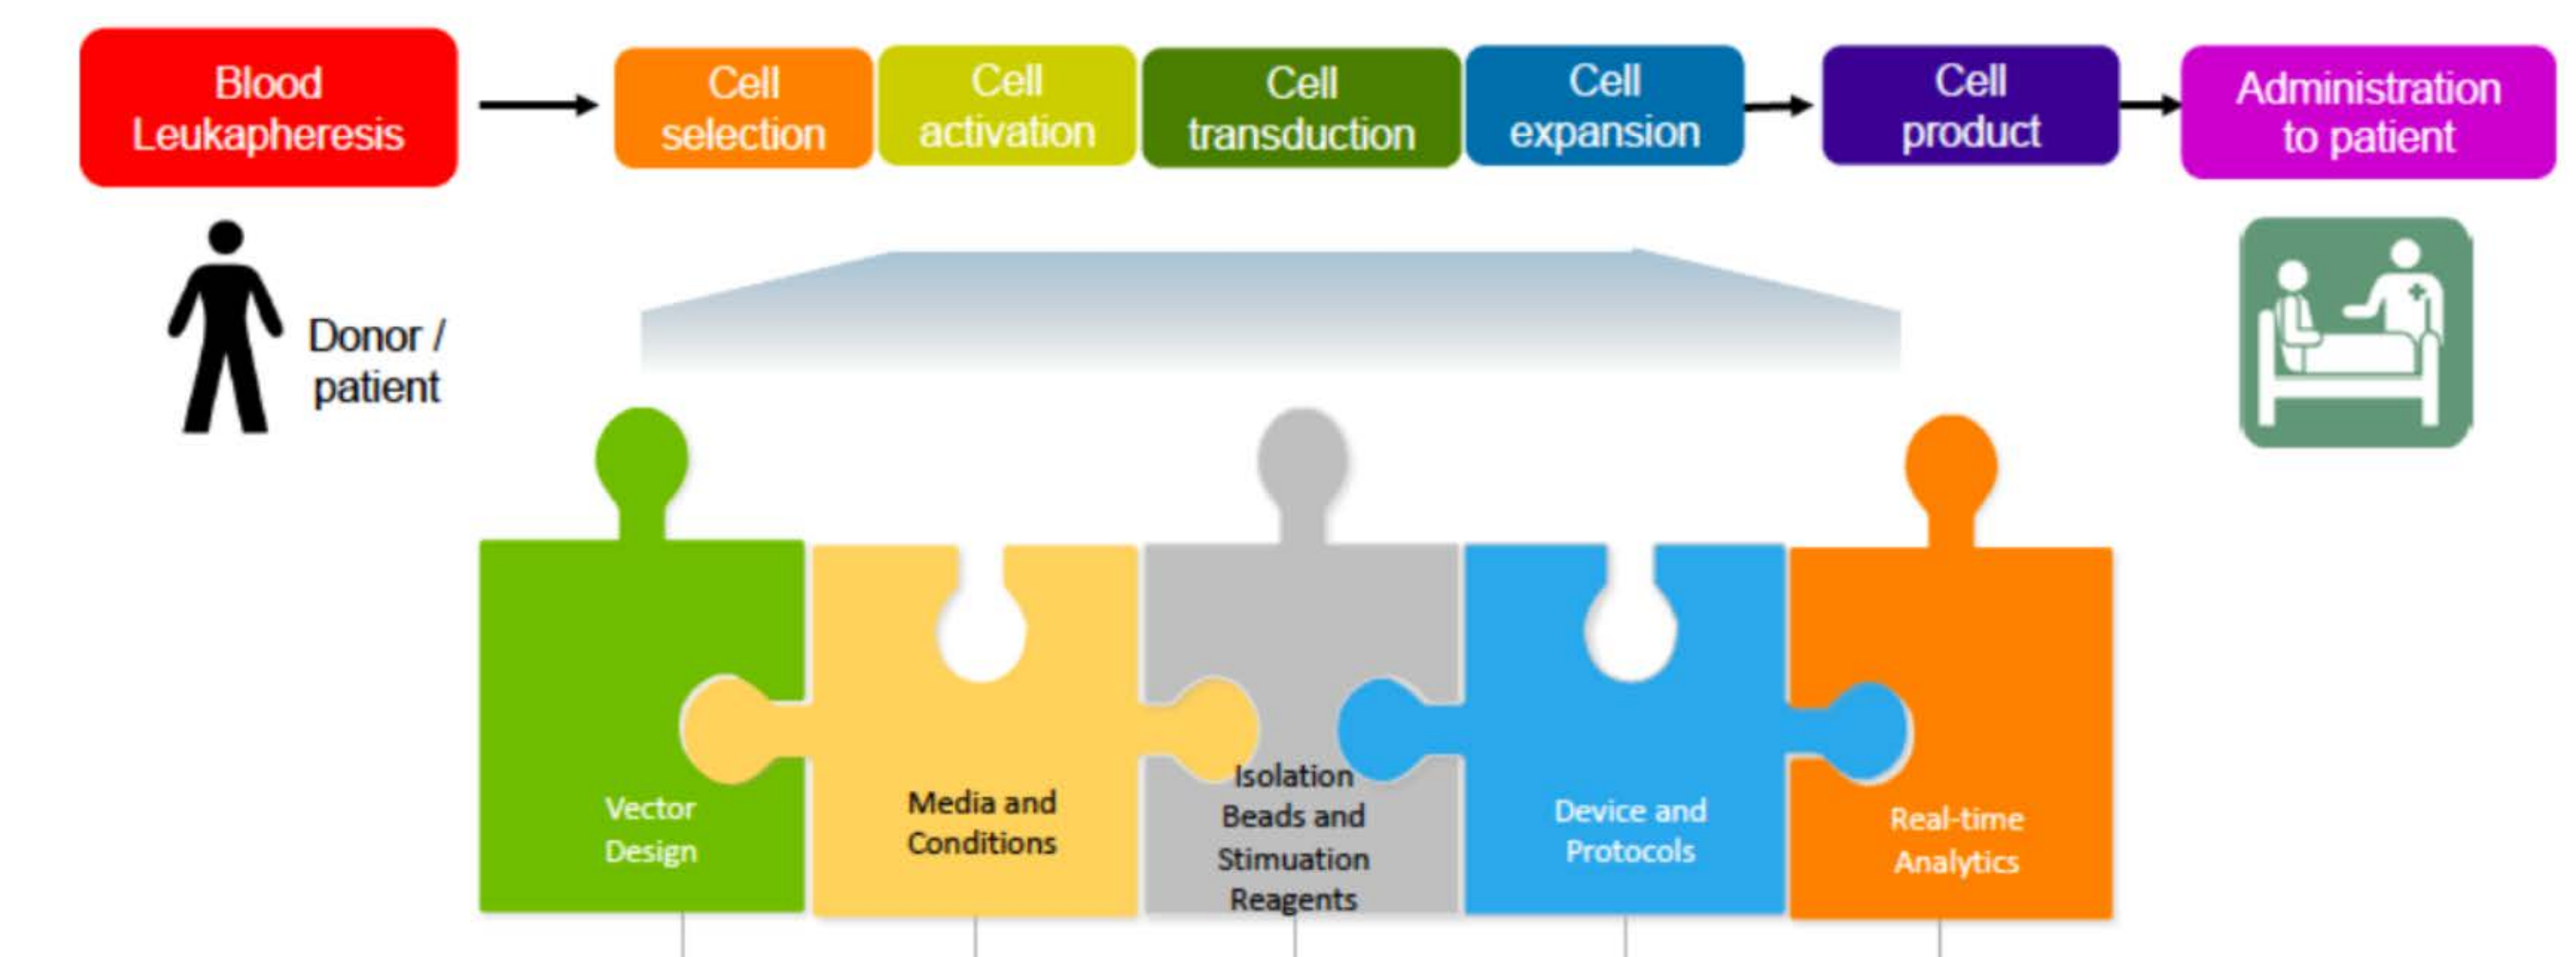 Blood
Leukapheresis
Cell
selection
Cell
activation
Cell
transduction
Cell
expansion
Cell
product
Administration
to patient
Donor /
patient
Vector
Design
Media and
Conditions
Isolation
Beads and
Stimuation
Reagents
Device and
Protocols
Real-time
Analytics